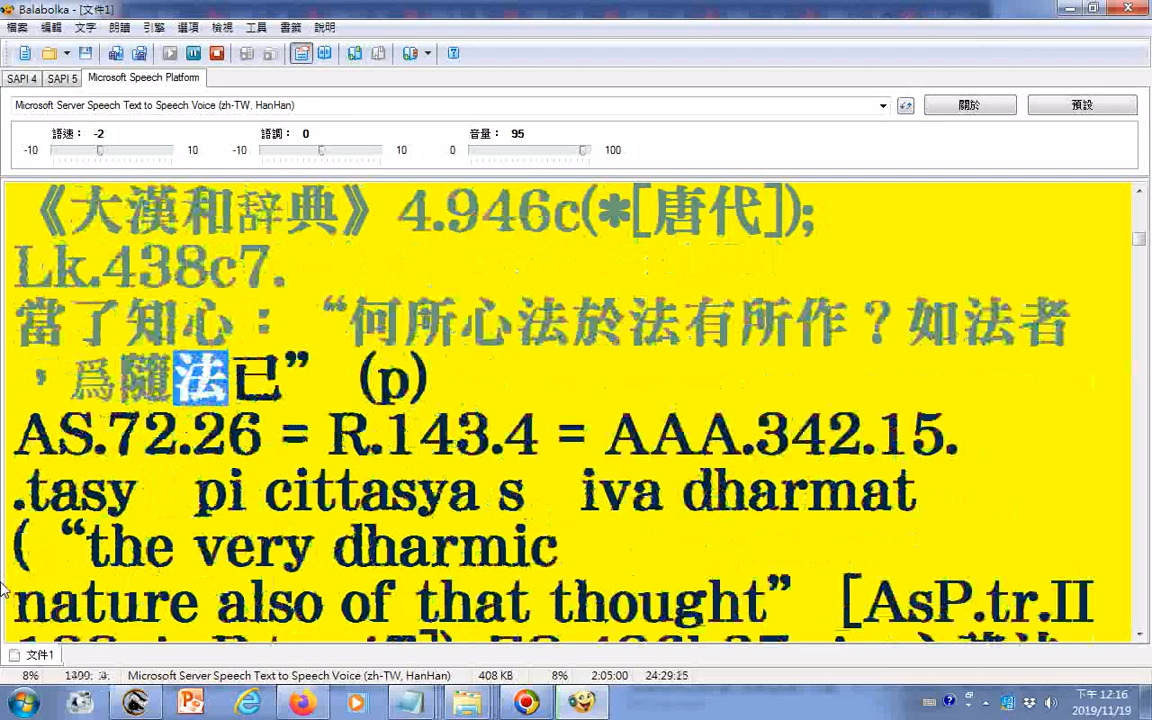 Balabolka - [文件1]
檔案 編輯 文字 朗讀 引擎 選項 檢視 工具 書籤 說明
SAPI 4 SAPI 5 Microsoft Speech Platform
Microsoft Server Speech Text to Speech Voice (zh-TW, HanHan) 關於 預設
語速： -2 語調： 0 音量： 95
-10 10 -10 10 0 100
《大漢和辞典》4.946c(*[唐代]);
Lk.438c7.
當了知心：“何所心法於法有所作？如法者
，爲隨法已” (p)
AS.72.26 = R.143.4 = AAA.342.15.
.tasy pi cittasya s iva dharmat
(“the very dharmic
nature also of that thought” [AsP.tr.II
文件1
8% Microsoft Server Speech Text to Speech Voice (zh-TW, HanHan) 408 KB 8% 2:05:00 24:29:15
下午 12:16
2019/11/19